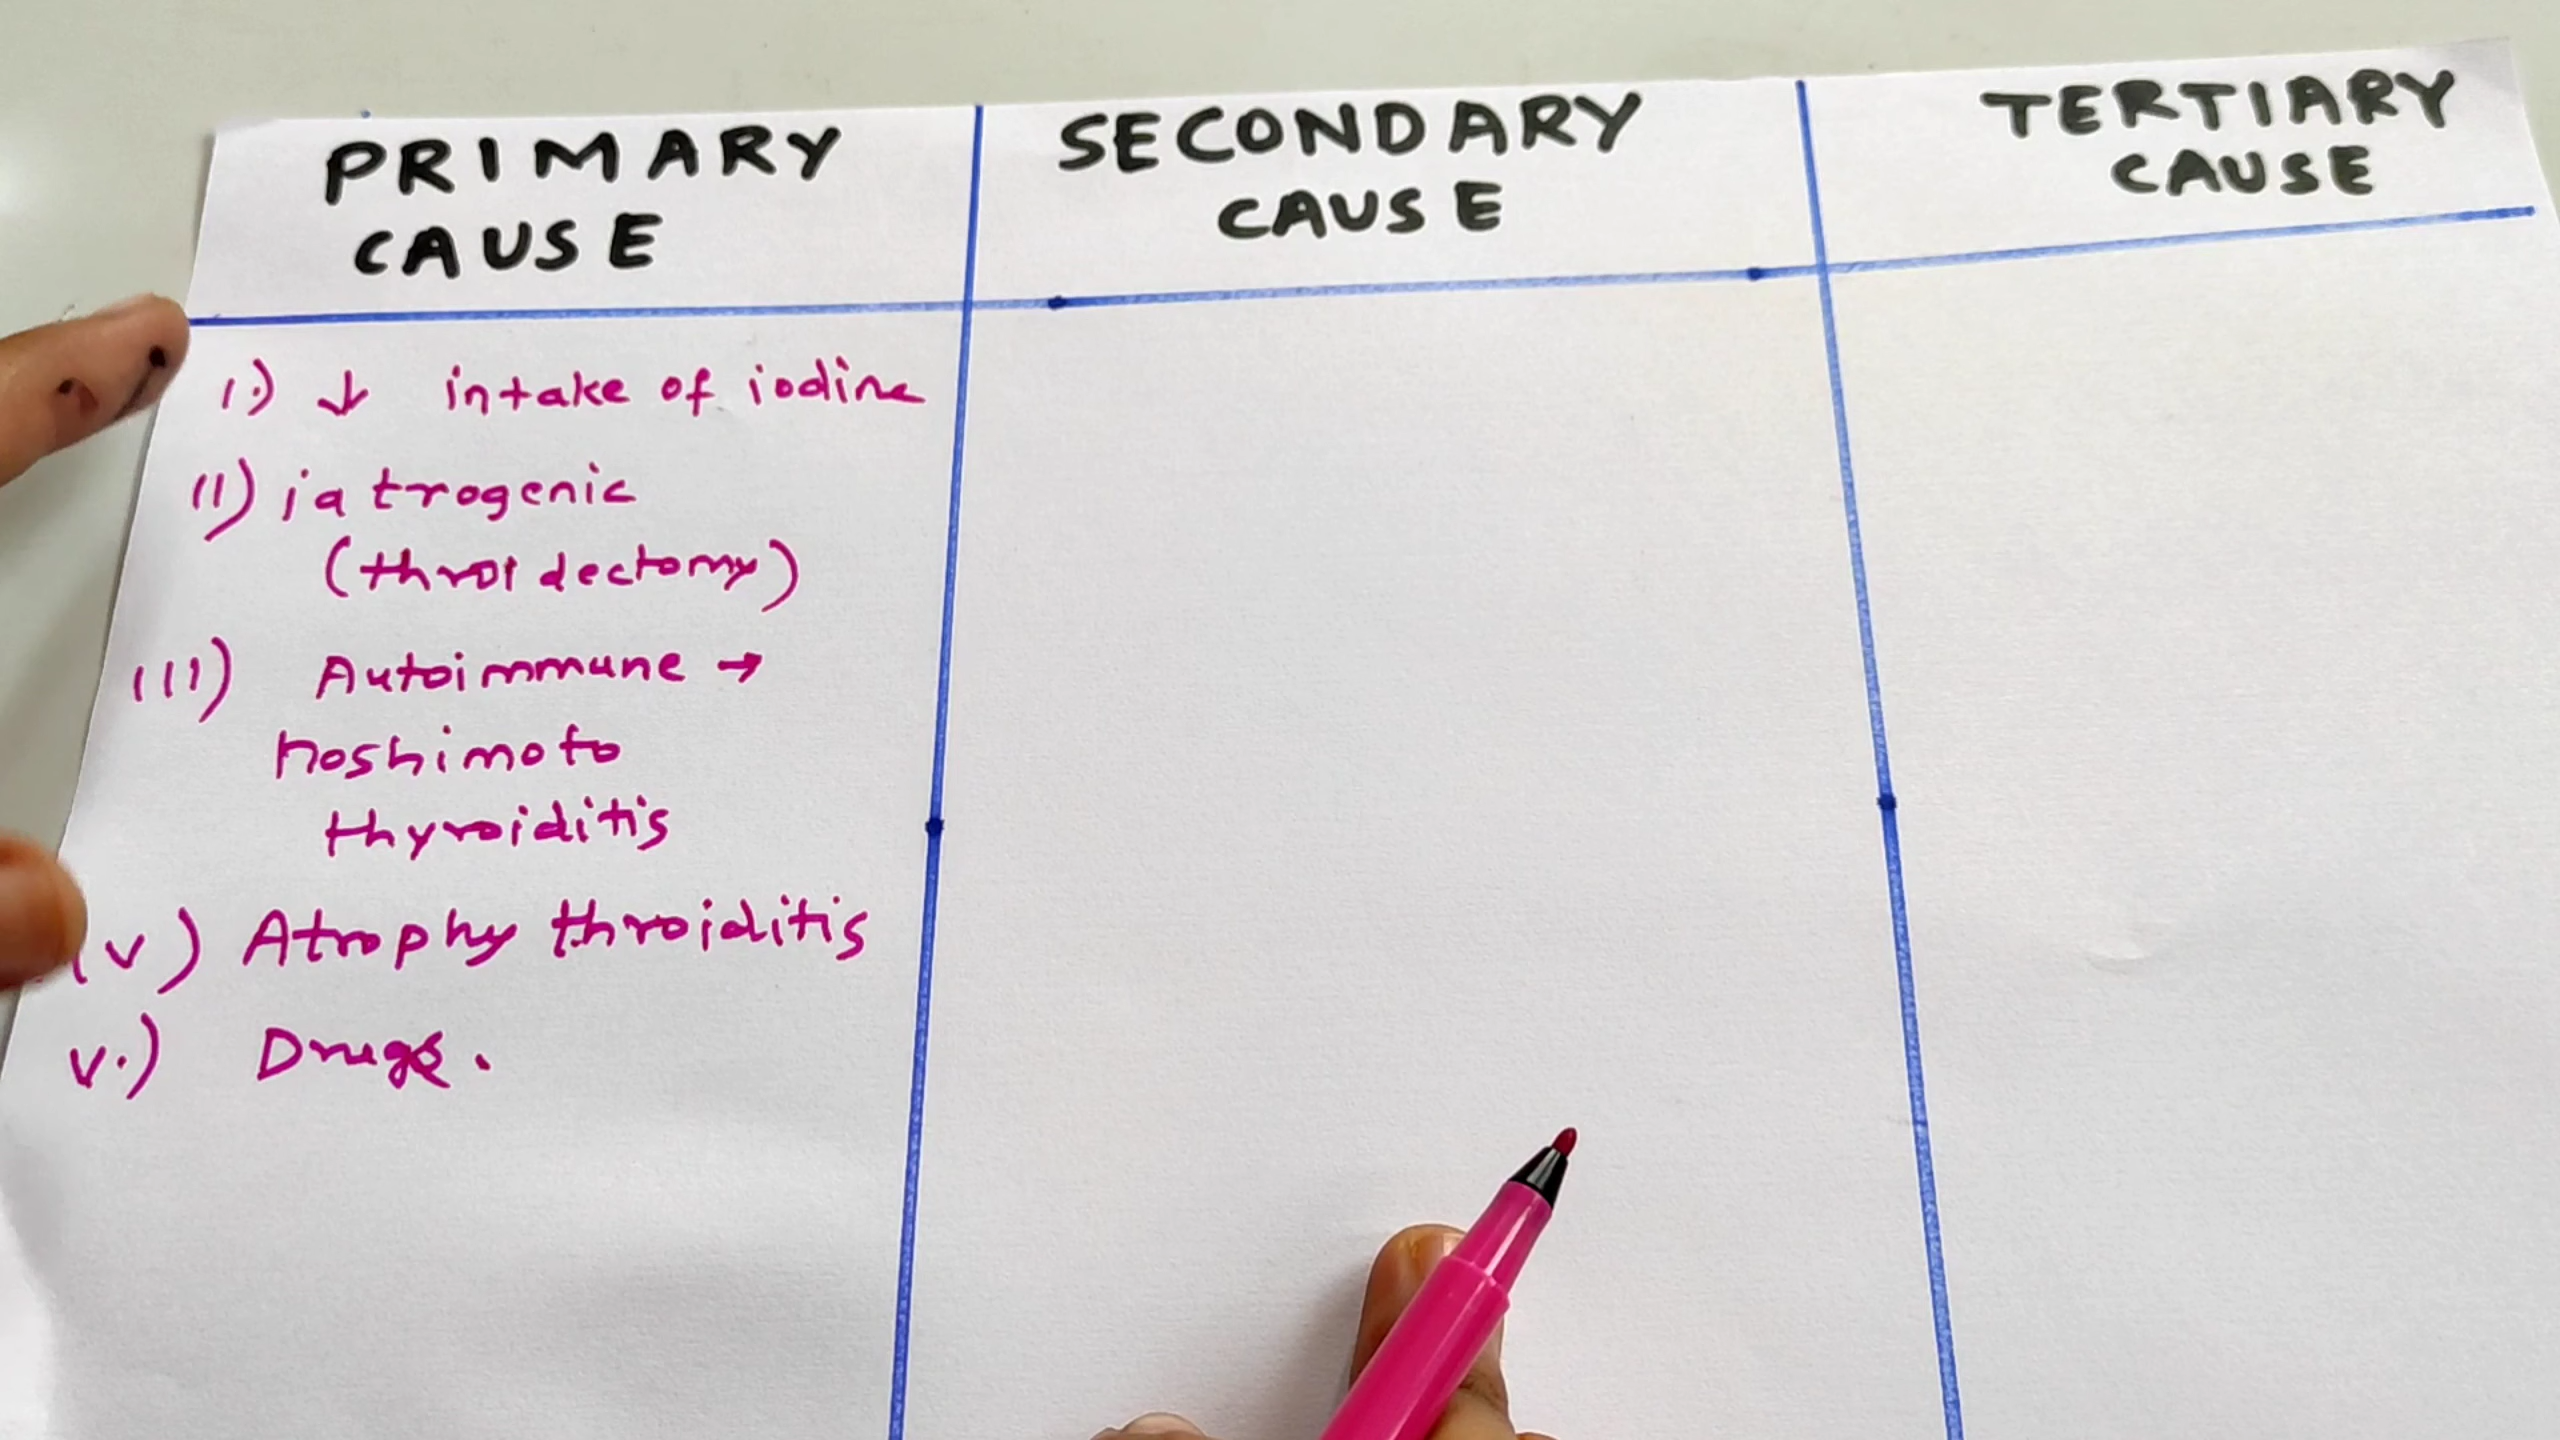 PRIMARY
CAUSE
SECONDARY
CAUSE
TERTIARY
CAUSE
i.) ↓ intake of iodine
ii) iatrogenic
(throidectomy)
iii) Autoimmune →
hoshimoto
thyroiditis
iv) Atrophy throiditis
v.) Drugs.